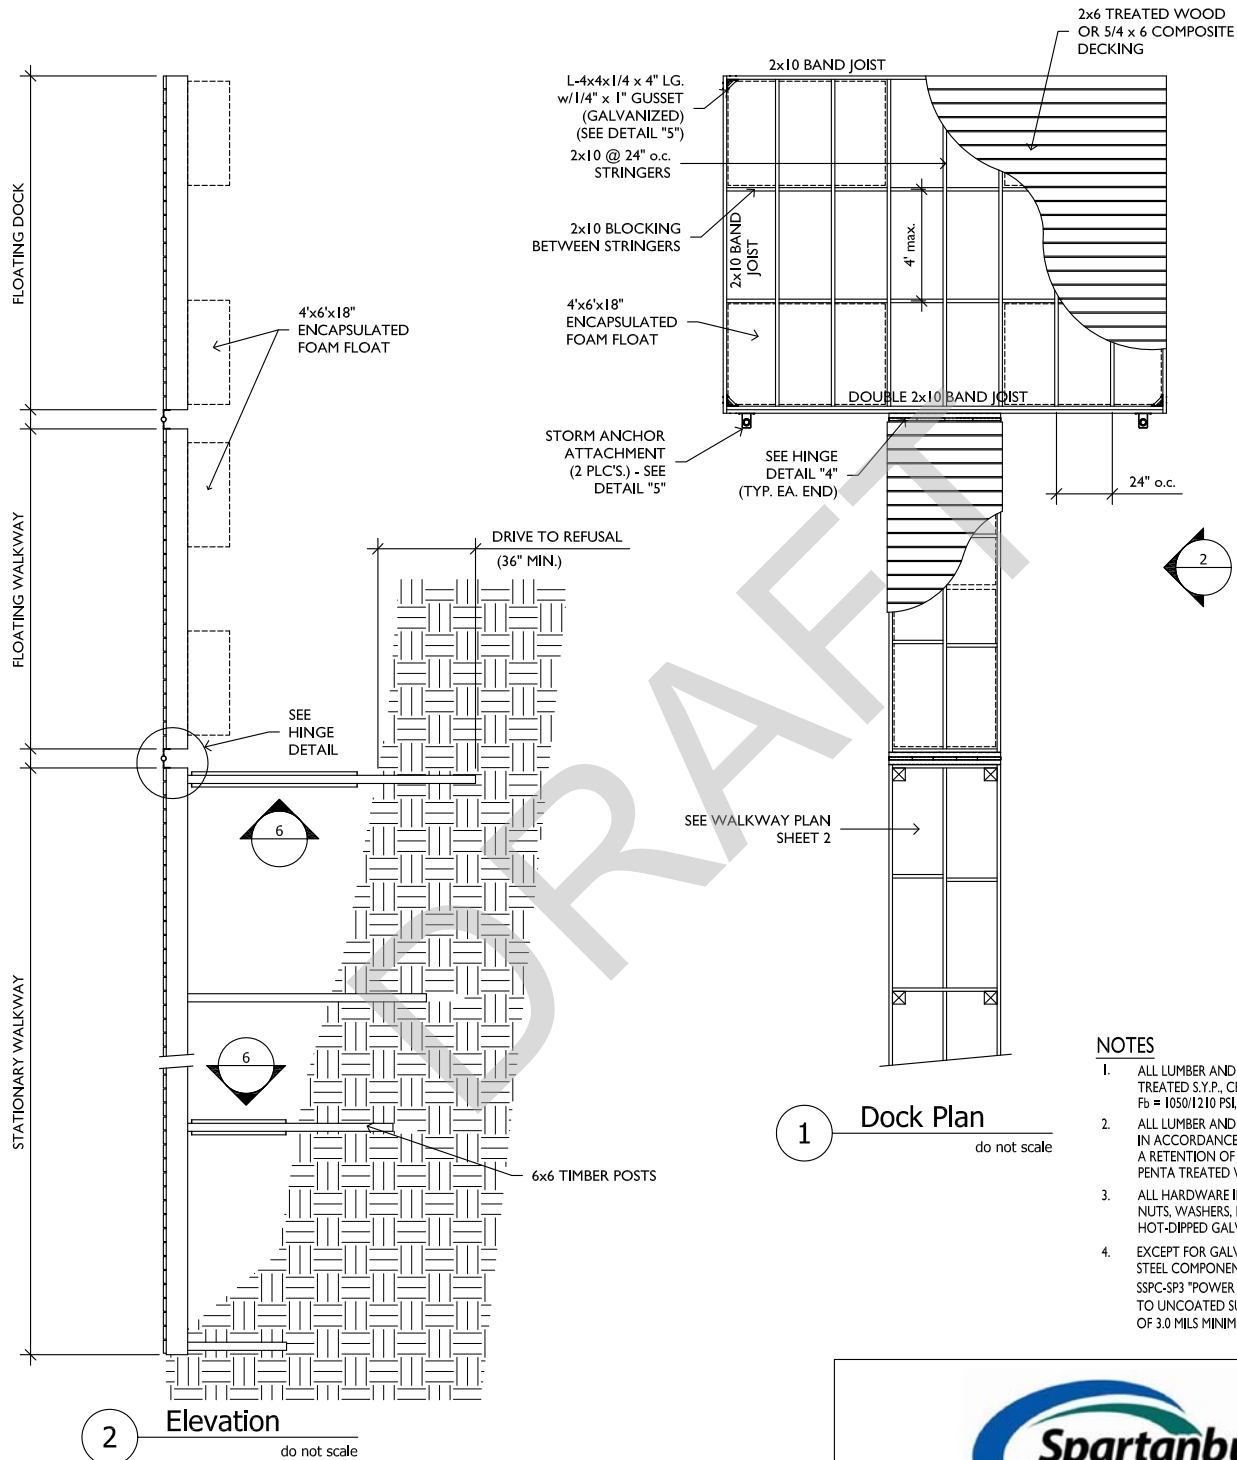 2x6 TREATED WOOD
OR 5/4 x 6 COMPOSITE
DECKING
2x10 BAND JOIST
L-4x4x1/4 x 4" LG.
w/1/4" x 1" GUSSET
(GALVANIZED)
(SEE DETAIL "5")
2x10 @ 24" o.c.
STRINGERS
2x10 BLOCKING
BETWEEN STRINGERS
2x10 BAND
JOIST
4' max.
4'x6'x18"
ENCAPSULATED
FOAM FLOAT
DOUBLE 2x10 BAND JOIST
STORM ANCHOR
ATTACHMENT
(2 PLC'S.) - SEE
DETAIL "5"
SEE HINGE
DETAIL "4"
(TYP. EA. END)
24" o.c.
2
SEE WALKWAY PLAN
SHEET 2
1
Dock Plan
do not scale
FLOATING DOCK
4'x6'x18"
ENCAPSULATED
FOAM FLOAT
FLOATING WALKWAY
DRIVE TO REFUSAL
(36" MIN.)
SEE
HINGE
DETAIL
6
STATIONARY WALKWAY
6
6x6 TIMBER POSTS
2
Elevation
do not scale
DRAFT
NOTES
1. ALL LUMBER AND
TREATED S.Y.P.,
Fb = 1050/1210 PSI,
2. ALL LUMBER AND
IN ACCORDANCE
A RETENTION OF
PENTA TREATED
3. ALL HARDWARE
NUTS, WASHERS,
HOT-DIPPED
4. EXCEPT FOR
STEEL
SSPC-SP3 "POWER
TO UNCOATED
OF 3.0 MILS